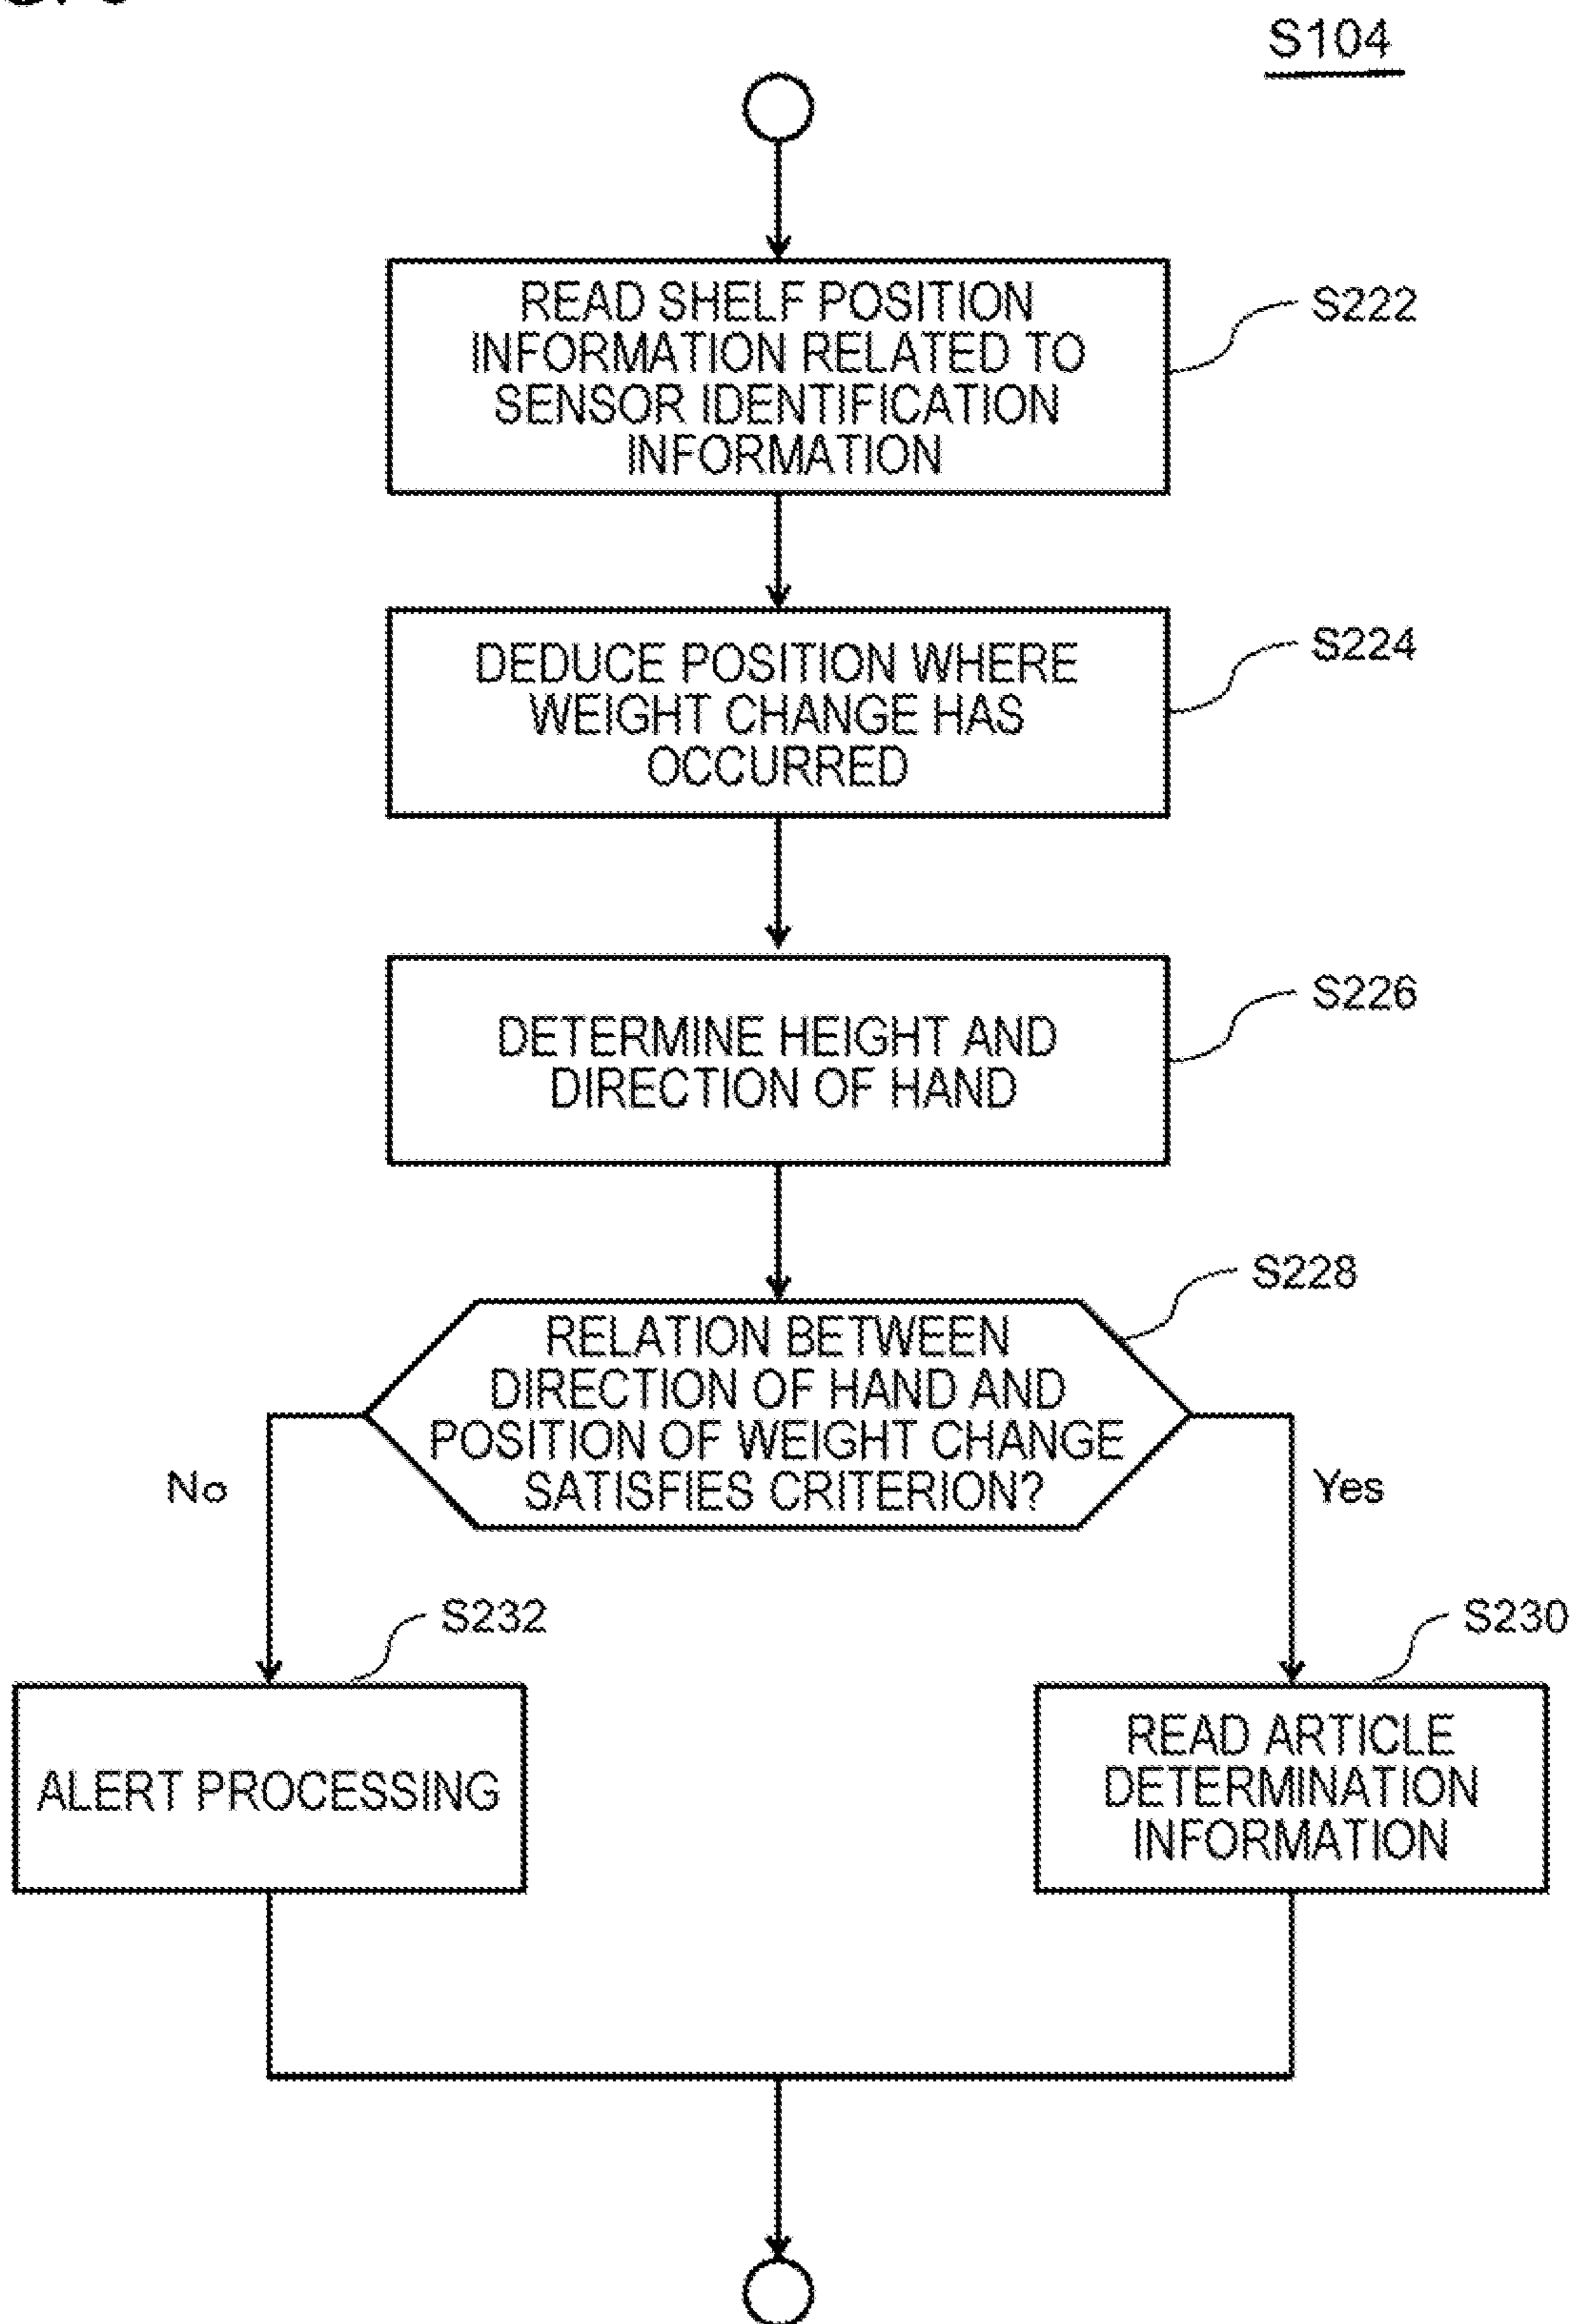 S104
READ SHELF POSITION
INFORMATION RELATED TO
SENSOR IDENTIFICATION
INFORMATION
S222
DEDUCE POSITION WHERE
WEIGHT CHANGE HAS
OCCURRED
S224
DETERMINE HEIGHT AND
DIRECTION OF HAND
S226
S228
RELATION BETWEEN
DIRECTION OF HAND AND
POSITION OF WEIGHT CHANGE
SATISFIES CRITERION?
No
Yes
S232
S230
ALERT PROCESSING
READ ARTICLE
DETERMINATION
INFORMATION